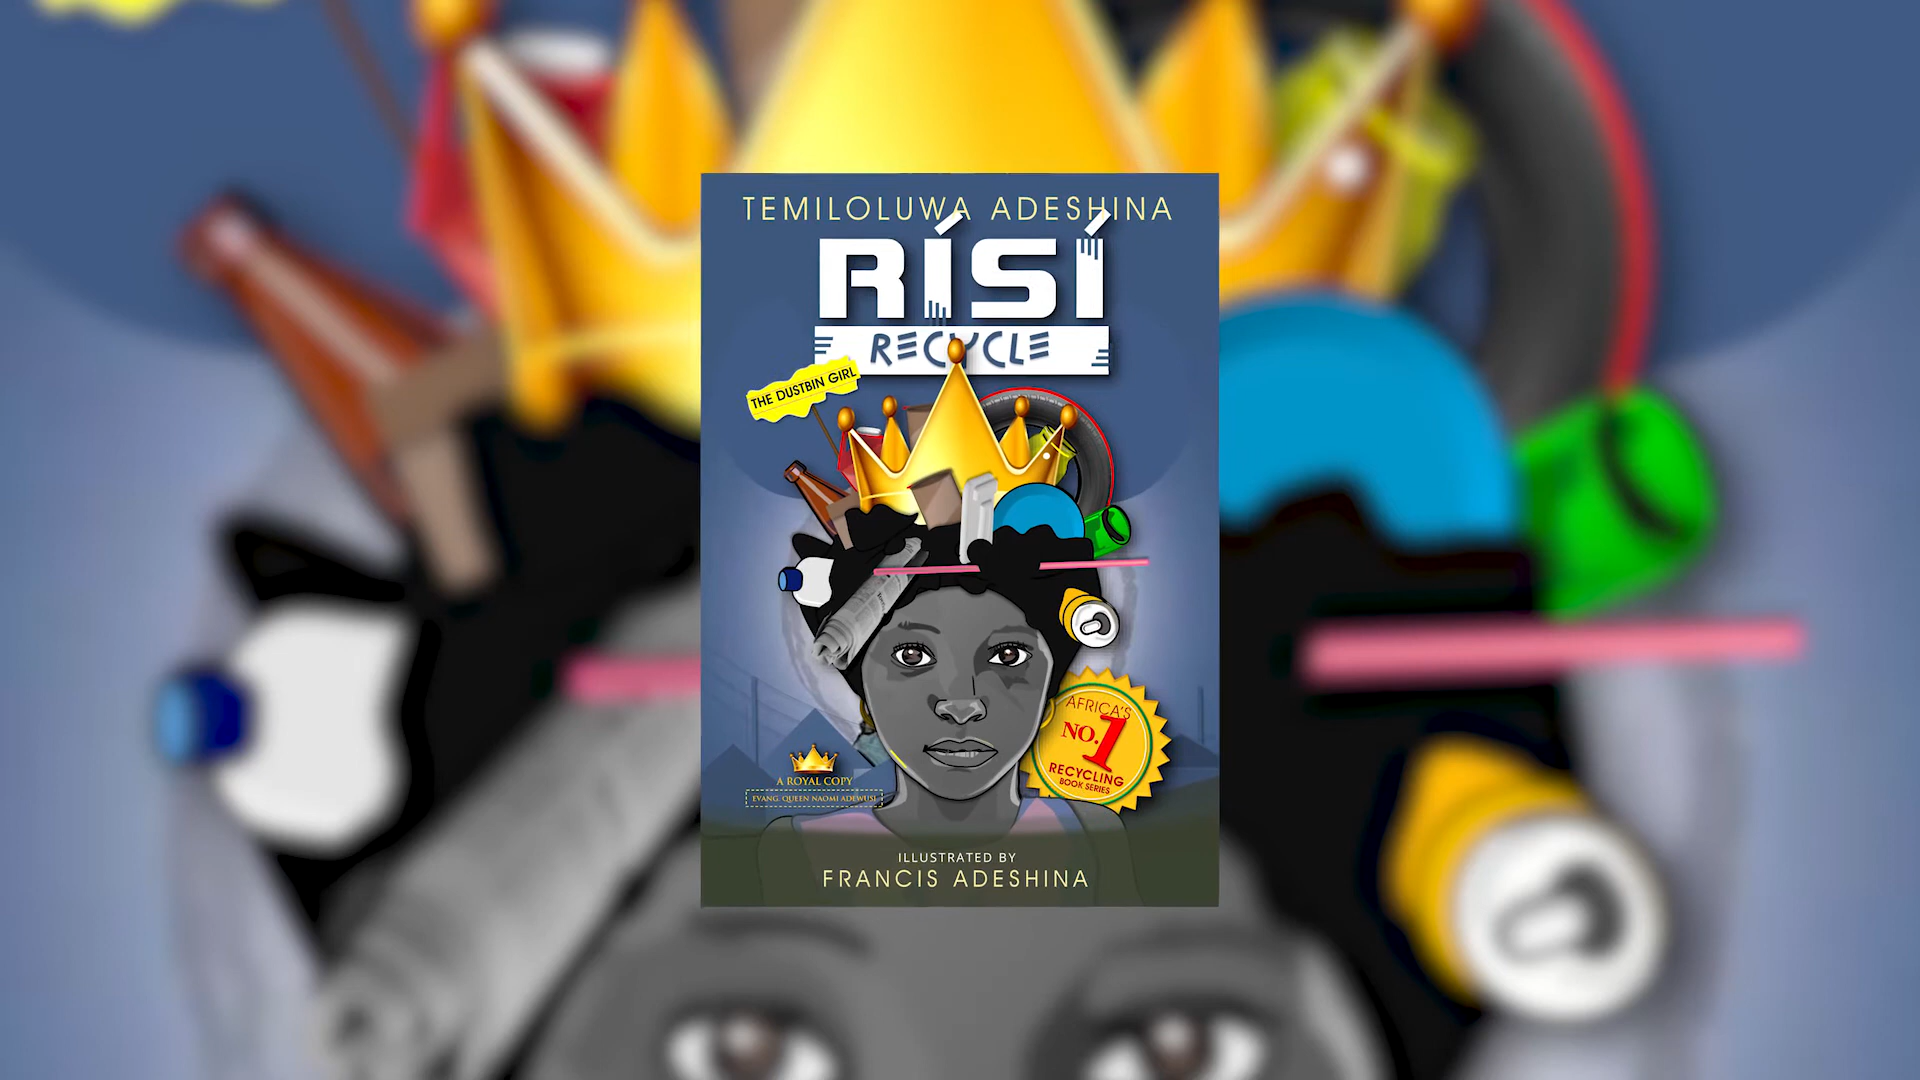 TEMILOLUWA ADESHINA
RÍSÍ
RECYCLE
THE DUSTBIN GIRL
AFRICA'S
NO.1
RECYCLING
BOOK SERIES
A ROYAL COPY
EVANG. QUEEN NAOMI ADEWUSI
ILLUSTRATED BY
FRANCIS ADESHINA